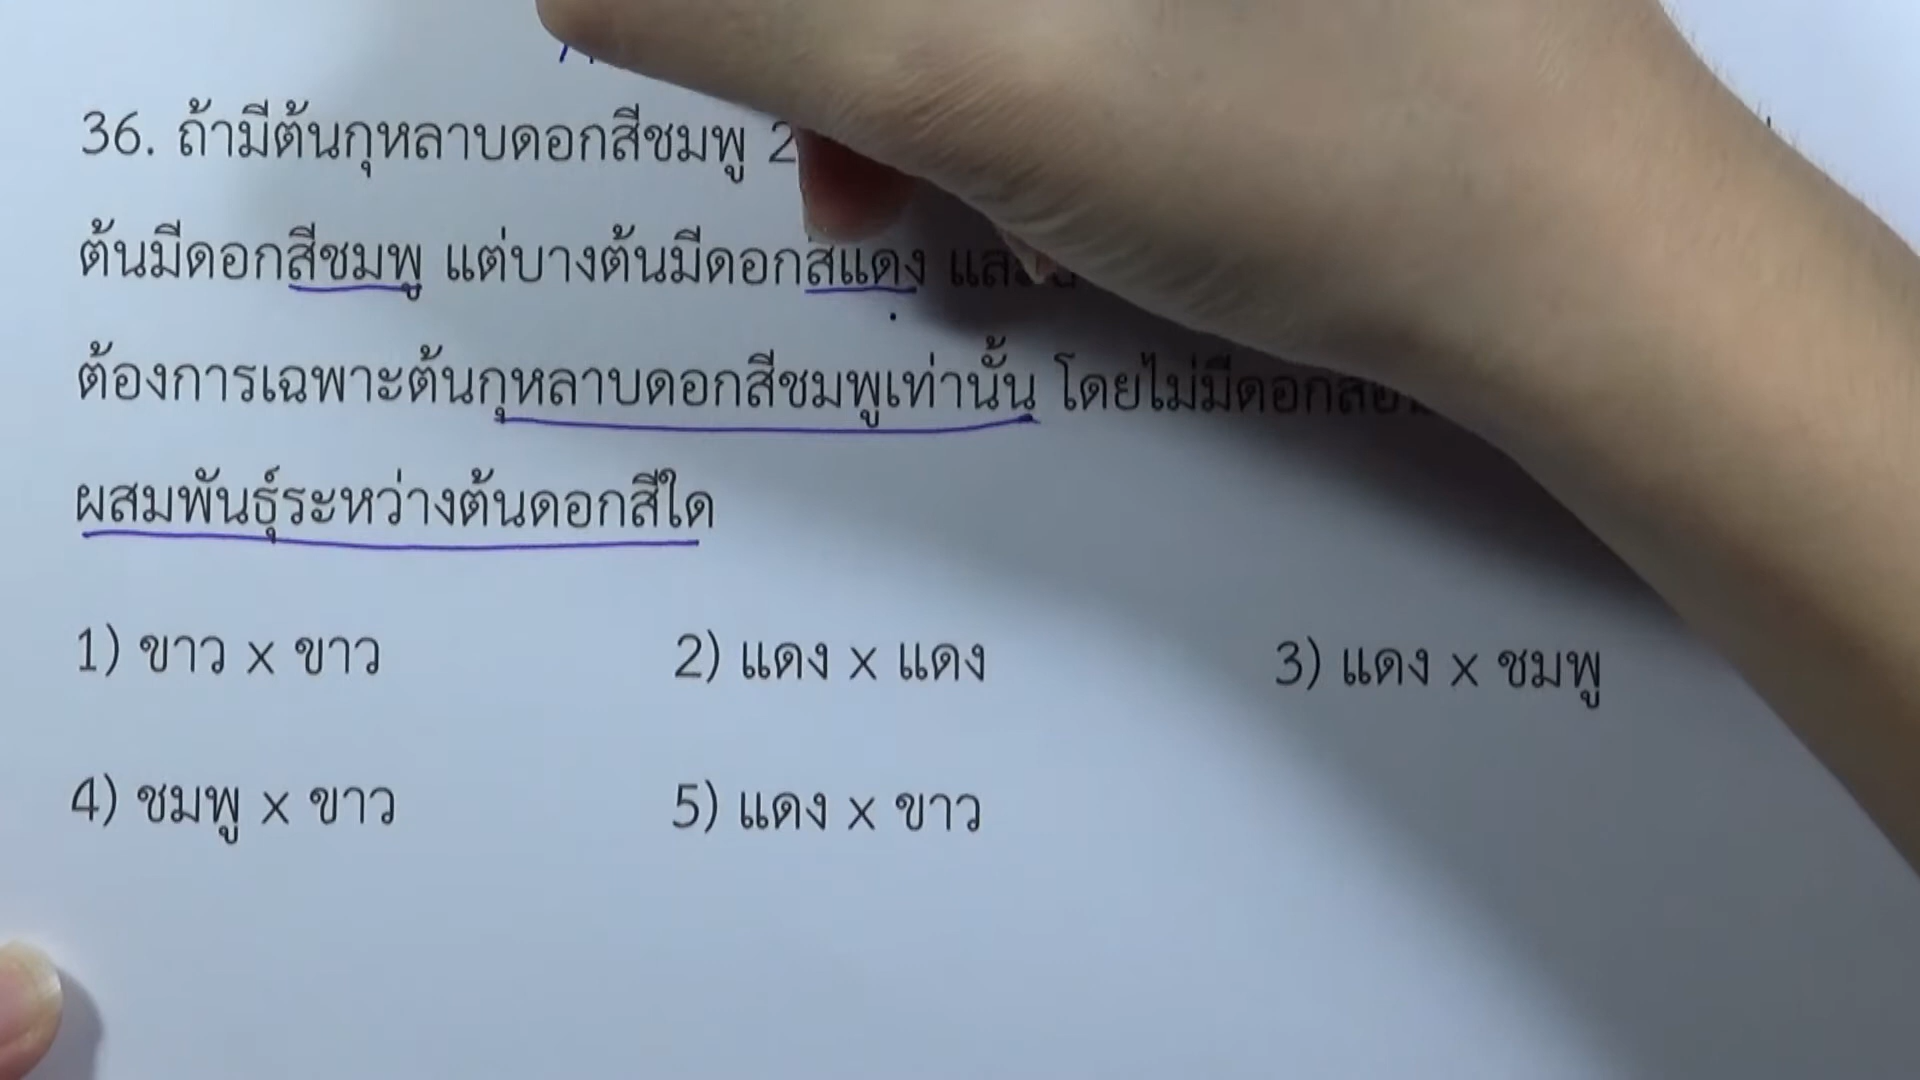 36. ถ้ามีต้นกุหลาบดอกสีชมพู 2
ต้นมีดอกสีชมพู แต่บางต้นมีดอกสีแดง และ
ต้องการเฉพาะต้นกุหลาบดอกสีชมพูเท่านั้น โดยไม่มีดอกสีอื่น
ผสมพันธุ์ระหว่างต้นดอกสีใด
1) ขาว x ขาว 2) แดง x แดง 3) แดง x ชมพู
4) ชมพู x ขาว 5) แดง x ขาว